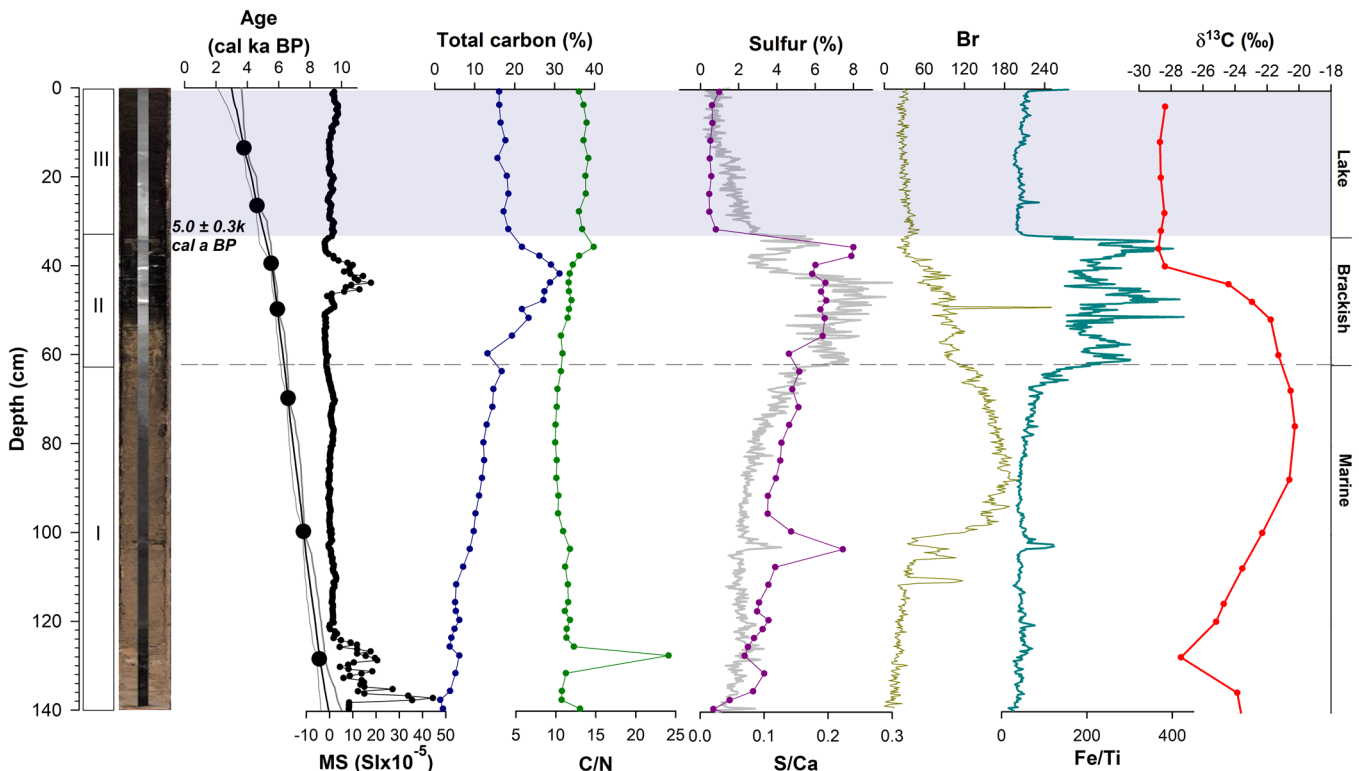 Age
(cal ka BP)
Total carbon (%)
Sulfur (%)
Br
δ13C (‰)
0 2 4 6 8 10
0 10 20 30 40
0 2 4 6 8
0 60 120 180 240
-30 -28 -26 -24 -22 -20 -18
0
20
40
60
80
100
120
140
Depth (cm)
III
II
I
5.0 ± 0.3k
cal a BP
Lake
Brackish
Marine
-10 0 10 20 30 40 50
MS (SIx10-5)
5 10 15 20 25
C/N
0.0 0.1 0.2
S/Ca
0 200 400
Fe/Ti